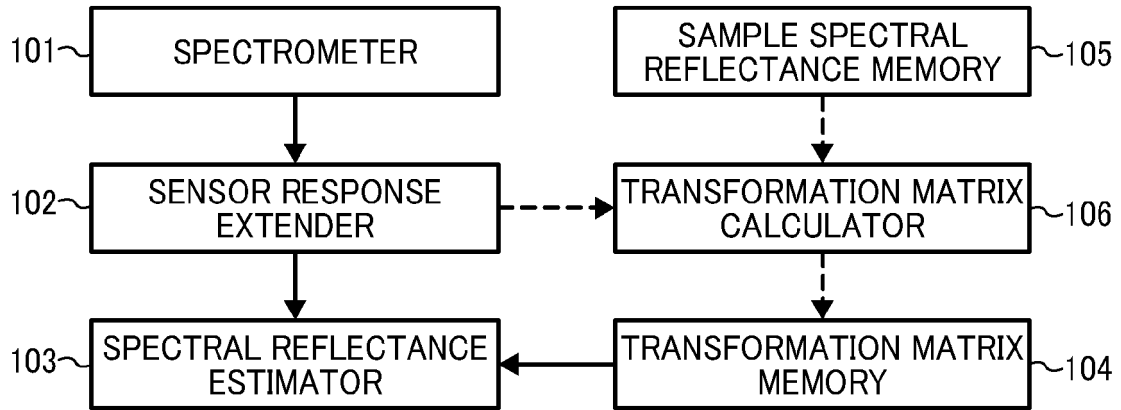 101
SPECTROMETER
SAMPLE SPECTRAL
REFLECTANCE MEMORY
105
102
SENSOR RESPONSE
EXTENDER
TRANSFORMATION MATRIX
CALCULATOR
106
103
SPECTRAL REFLECTANCE
ESTIMATOR
TRANSFORMATION MATRIX
MEMORY
104